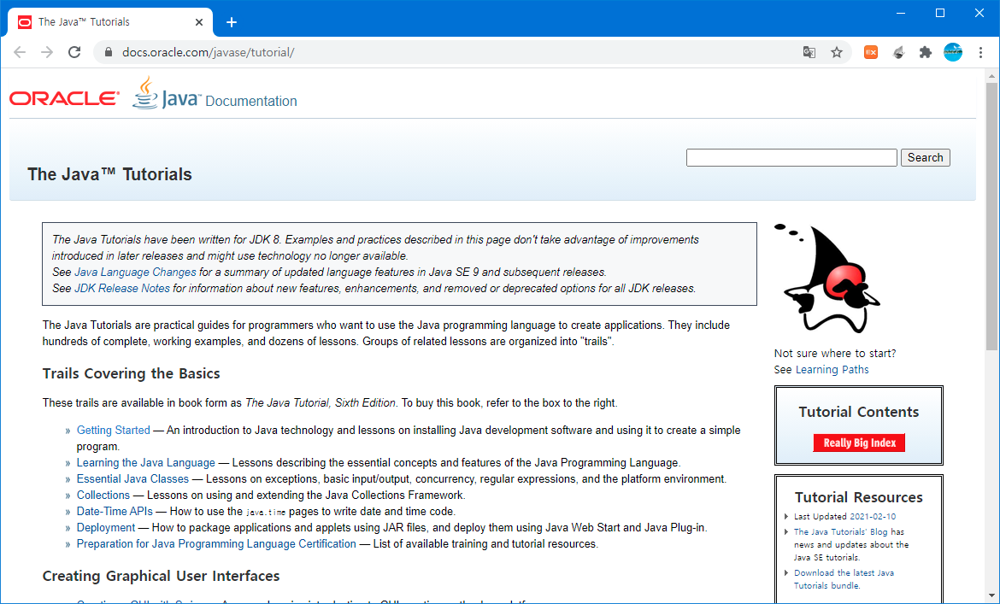 The Java™ Tutorials
docs.oracle.com/javase/tutorial/
EX
ORACLE® Java™ Documentation
Search
The Java™ Tutorials
The Java Tutorials have been written for JDK 8. Examples and practices described in this page don't take advantage of improvements
introduced in later releases and might use technology no longer available.
See Java Language Changes for a summary of updated language features in Java SE 9 and subsequent releases.
See JDK Release Notes for information about new features, enhancements, and removed or deprecated options for all JDK releases.
The Java Tutorials are practical guides for programmers who want to use the Java programming language to create applications. They include
hundreds of complete, working examples, and dozens of lessons. Groups of related lessons are organized into "trails".
Trails Covering the Basics
These trails are available in book form as The Java Tutorial, Sixth Edition. To buy this book, refer to the box to the right.
» Getting Started — An introduction to Java technology and lessons on installing Java development software and using it to create a simple
program.
» Learning the Java Language — Lessons describing the essential concepts and features of the Java Programming Language.
» Essential Java Classes — Lessons on exceptions, basic input/output, concurrency, regular expressions, and the platform environment.
» Collections — Lessons on using and extending the Java Collections Framework.
» Date-Time APIs — How to use the java.time pages to write date and time code.
» Deployment — How to package applications and applets using JAR files, and deploy them using Java Web Start and Java Plug-in.
» Preparation for Java Programming Language Certification — List of available training and tutorial resources.
Creating Graphical User Interfaces
Not sure where to start?
See Learning Paths
Tutorial Contents
Really Big Index
Tutorial Resources
Last Updated 2021-02-10
The Java Tutorials' Blog has
news and updates about the
Java SE tutorials.
Download the latest Java
Tutorials bundle.